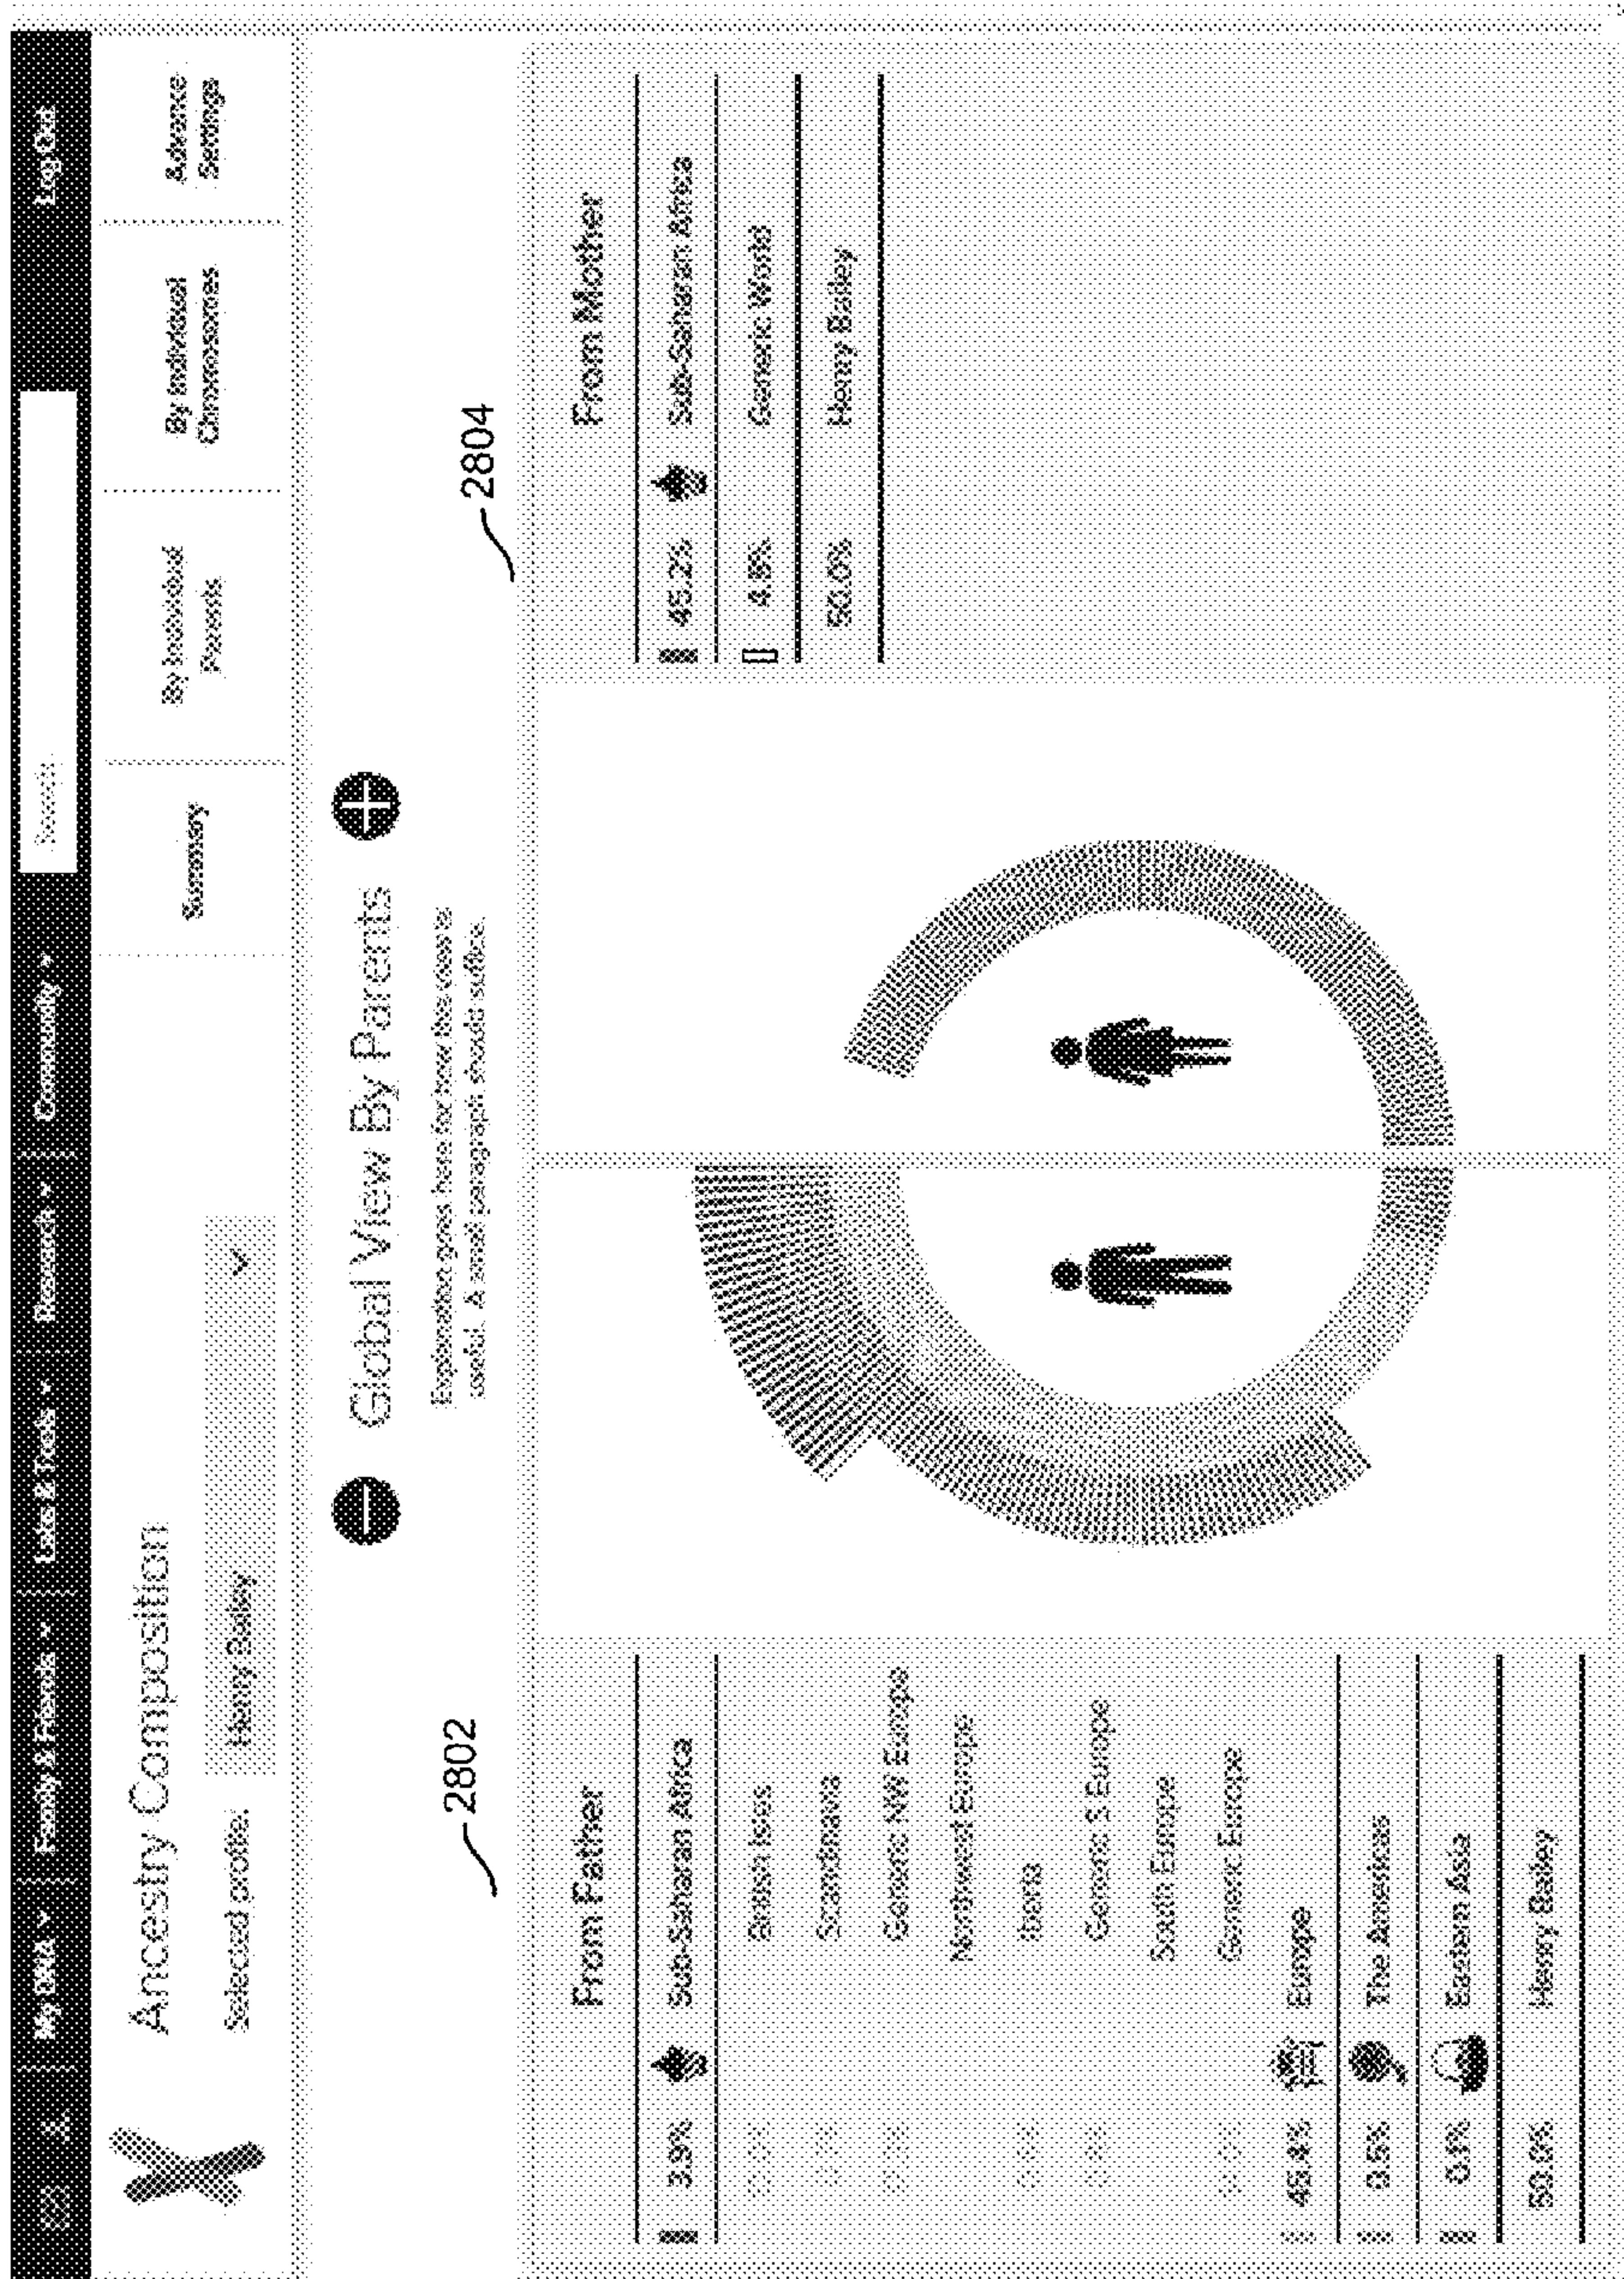 My DNA
Family & Friends
Research
Community
Search
Log Out
Ancestry Composition
Selected profile:
Henry Bailey
Summary
By Individual
Parents
By Individual
Chromosomes
Advance
Settings
Global View By Parents
Explanation goes here for how this view is
useful. A small paragraph should suffice.
2802
2804
From Father
3.9% Sub-Saharan Africa
British Isles
Scandinavia
Generic NW Europe
Northwest Europe
Iberia
Generic S Europe
South Europe
Generic Europe
45.4% Europe
0.6% The Americas
0.1% Eastern Asia
50.0% Henry Bailey
From Mother
45.2% Sub-Saharan Africa
4.8% Generic World
50.0% Henry Bailey